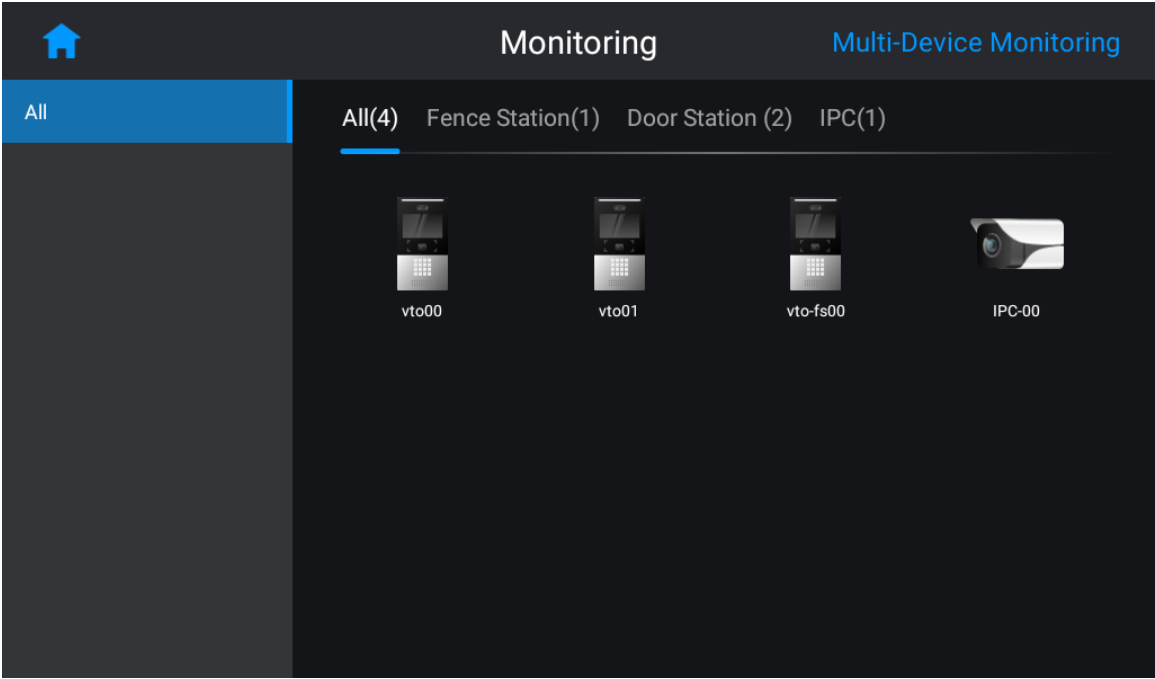 Monitoring
Multi-Device Monitoring
All
All(4) Fence Station(1) Door Station (2) IPC(1)
vto00 vto01 vto-fs00 IPC-00